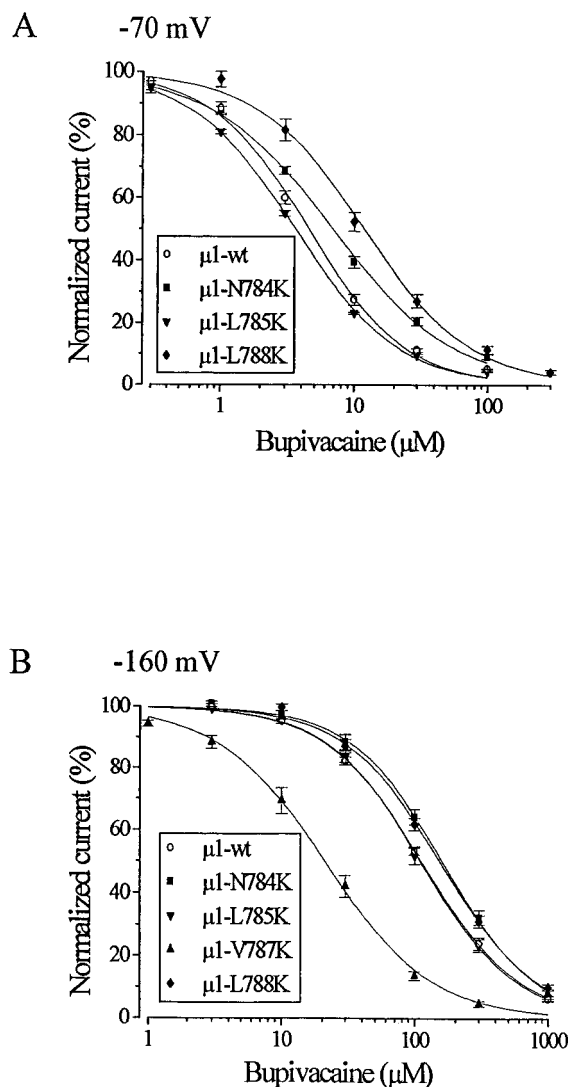 A
-70 mV
100
80
60
40
20
0
Normalized current (%)
µ1-wt
µ1-N784K
µ1-L785K
µ1-L788K
1
10
100
Bupivacaine (µM)
B
-160 mV
100
80
60
40
20
0
Normalized current (%)
µ1-wt
µ1-N784K
µ1-L785K
µ1-V787K
µ1-L788K
1
10
100
1000
Bupivacaine (µM)